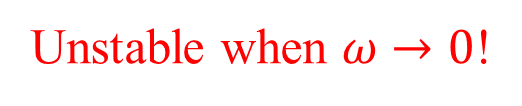 Unstable when ω → 0!